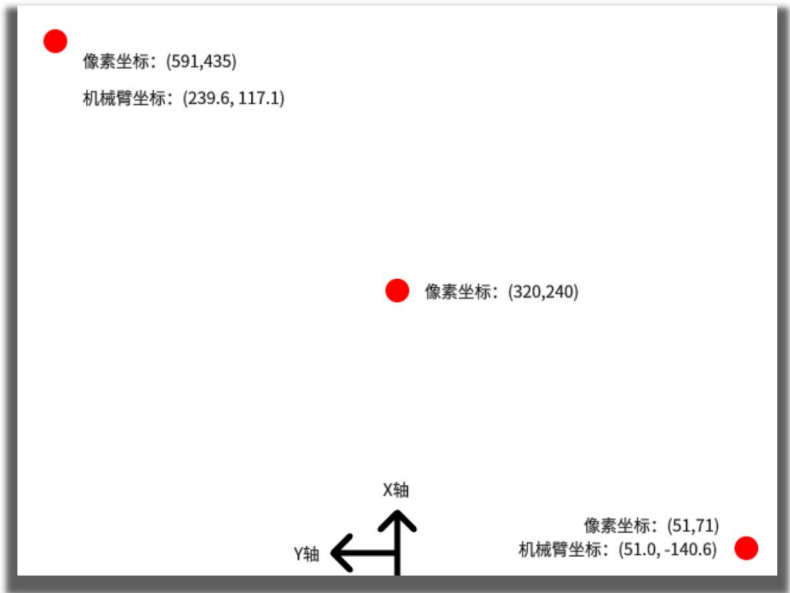 像素坐标：(591,435)
机械臂坐标：(239.6, 117.1)
像素坐标：(320,240)
X轴
Y轴
像素坐标：(51,71)
机械臂坐标：(51.0, -140.6)